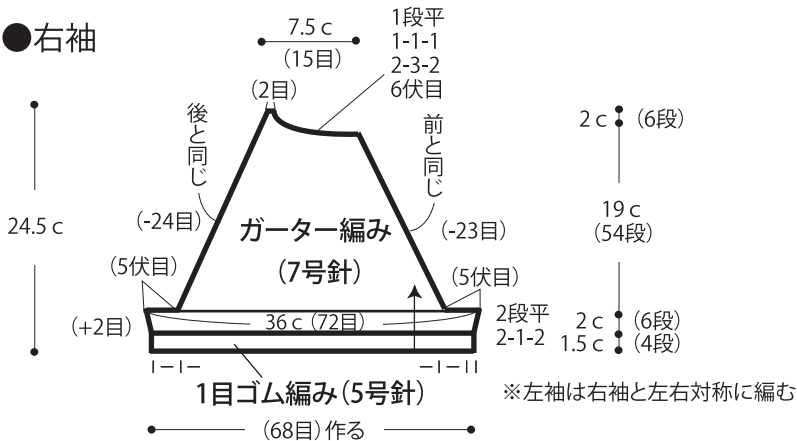 ●右袖
7.5 c
(15目)
1段平
1-1-1
2-3-2
6伏目
(2目)
後と同じ
前と同じ
2 c (6段)
24.5 c
(-24目)
ガーター編み
(7号針)
(-23目)
19 c
(54段)
(5伏目)
(5伏目)
(+2目)
36 c (72目)
2段平
2-1-2
2 c (6段)
1.5 c (4段)
| - | - - | - | |
1目ゴム編み(5号針)
※左袖は右袖と左右対称に編む
(68目) 作る